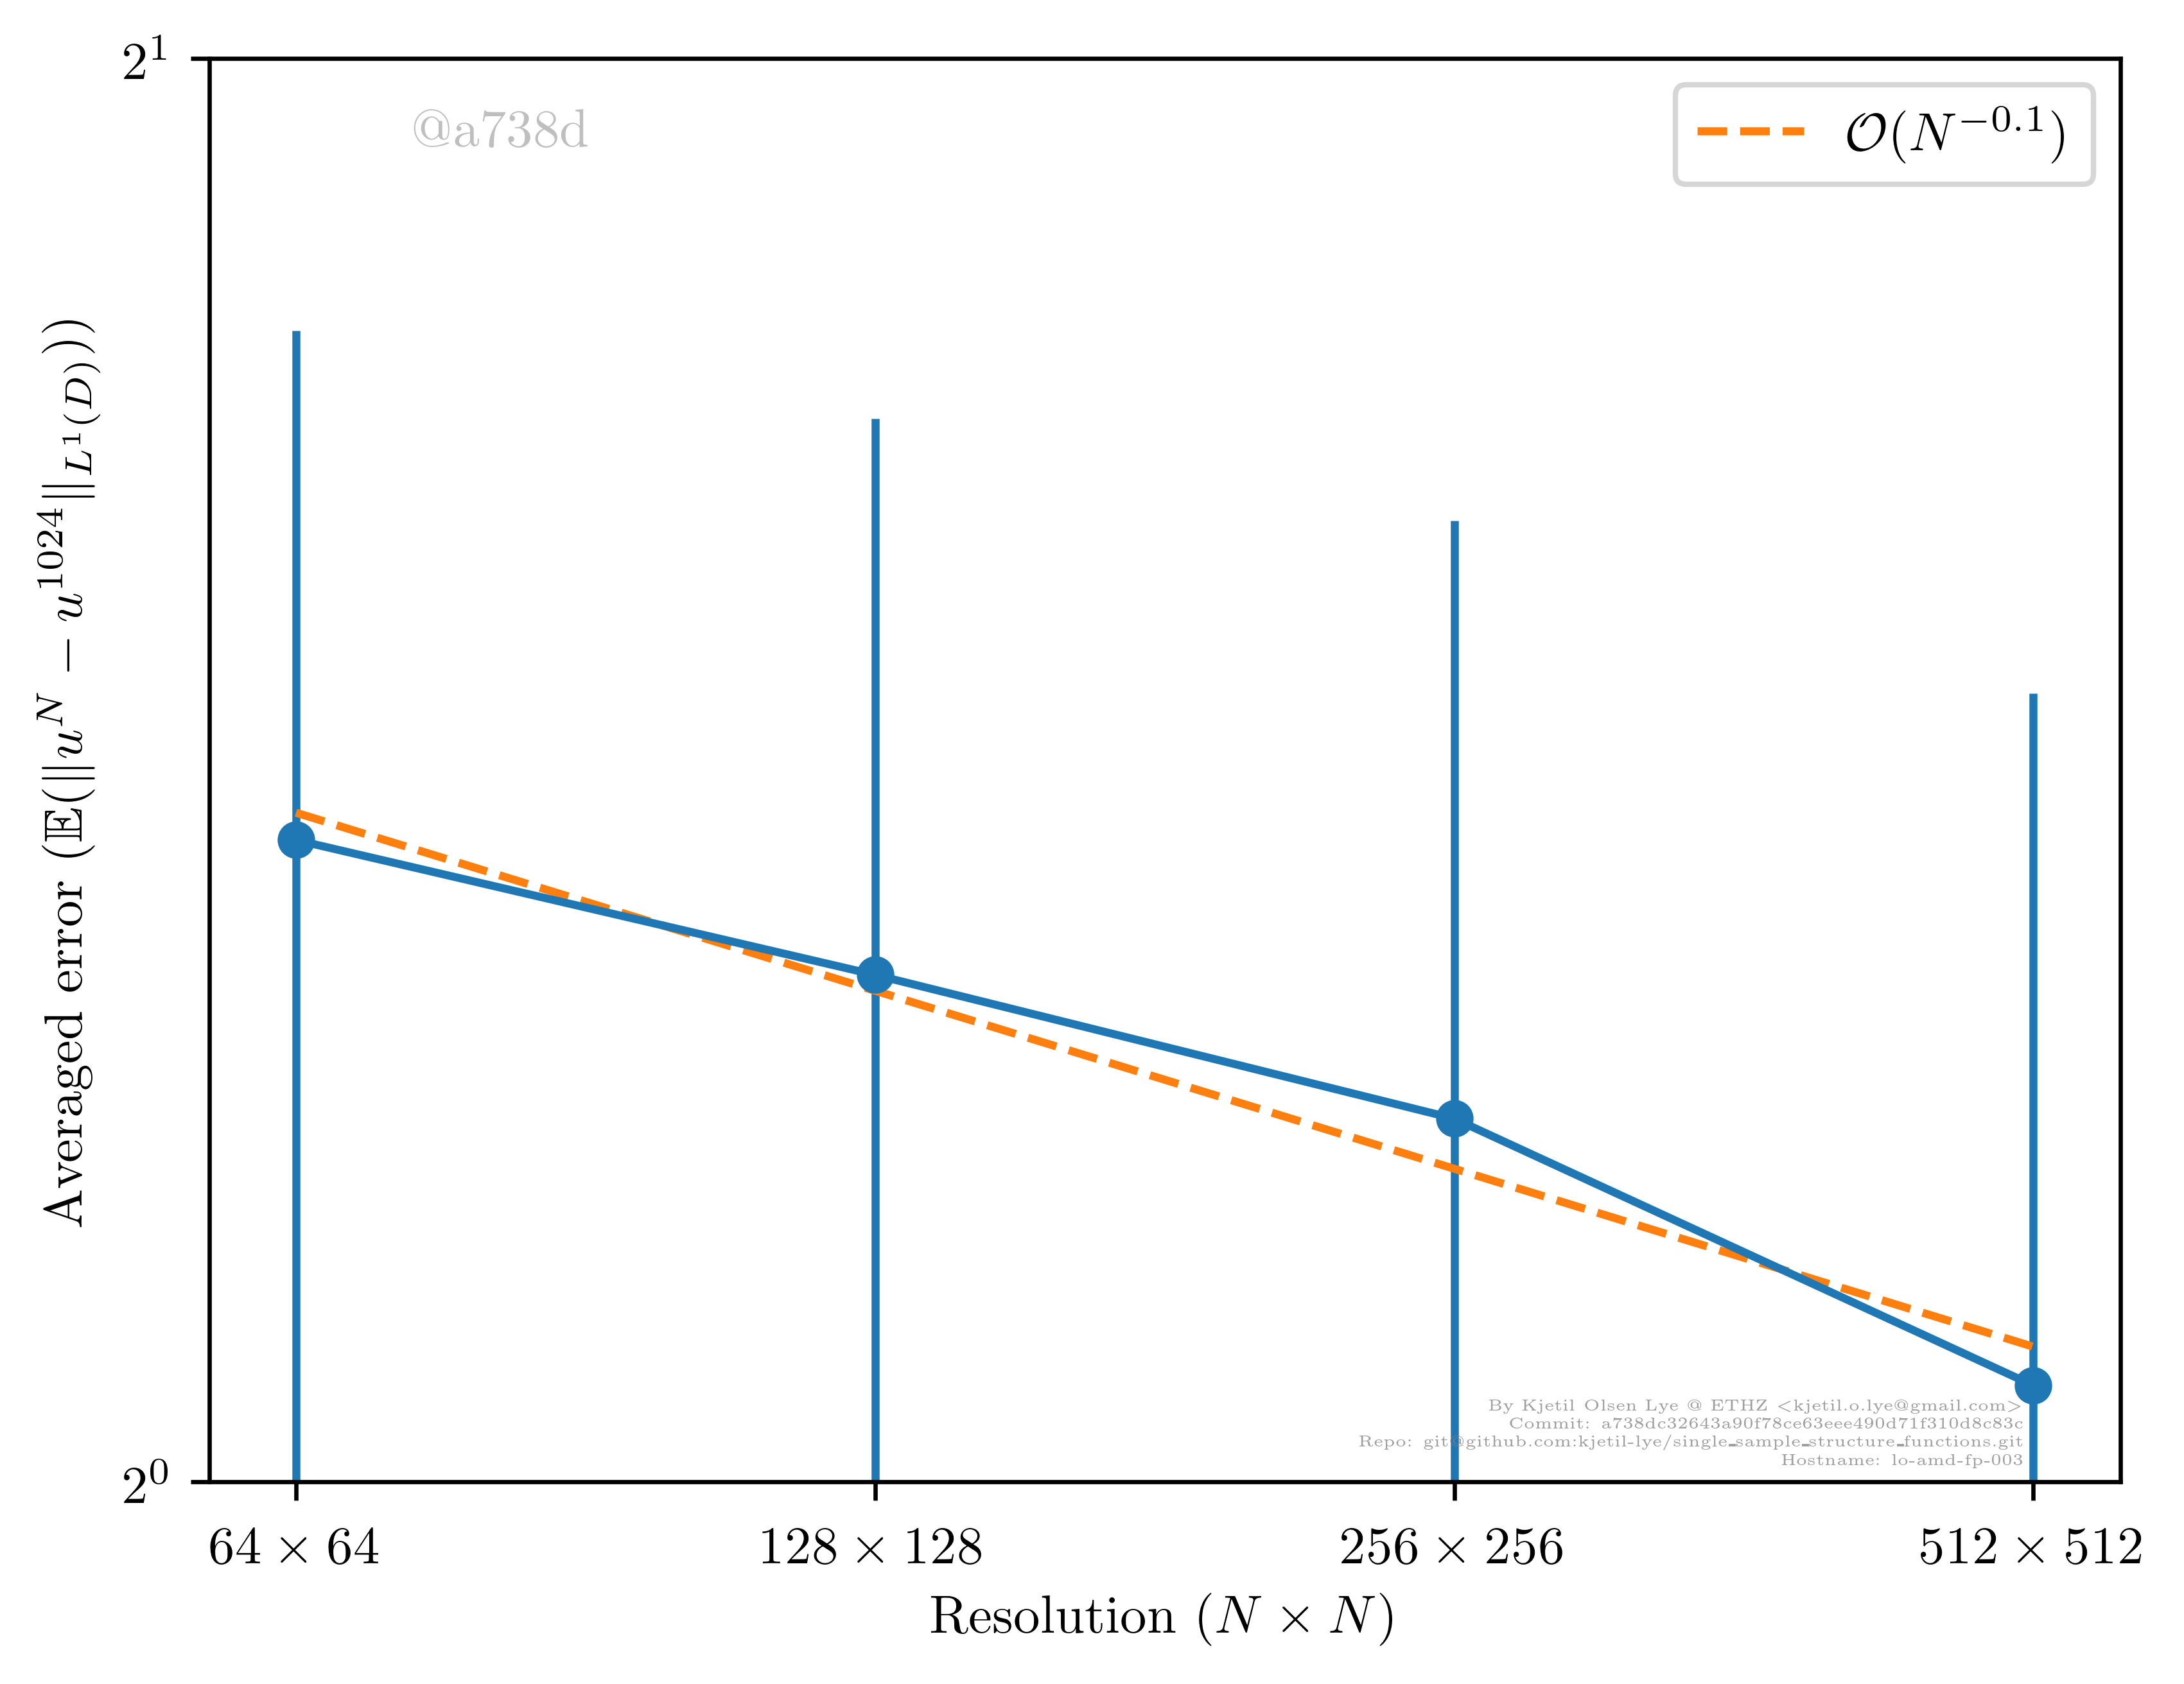 2^1
@a738d
O(N^{-0.1})
Averaged error (𝔼(||u^N − u^{1024}||_{L^1(D)}))
By Kjetil Olsen Lye @ ETHZ <kjetil.o.lye@gmail.com>
Commit: a738dc32643a90f78ce63eee490d71f310d8c83c
Repo: git@github.com:kjetil-lye/single_sample_structure_functions.git
Hostname: lo-amd-fp-003
2^0
64 × 64 128 × 128 256 × 256 512 × 512
Resolution (N × N)